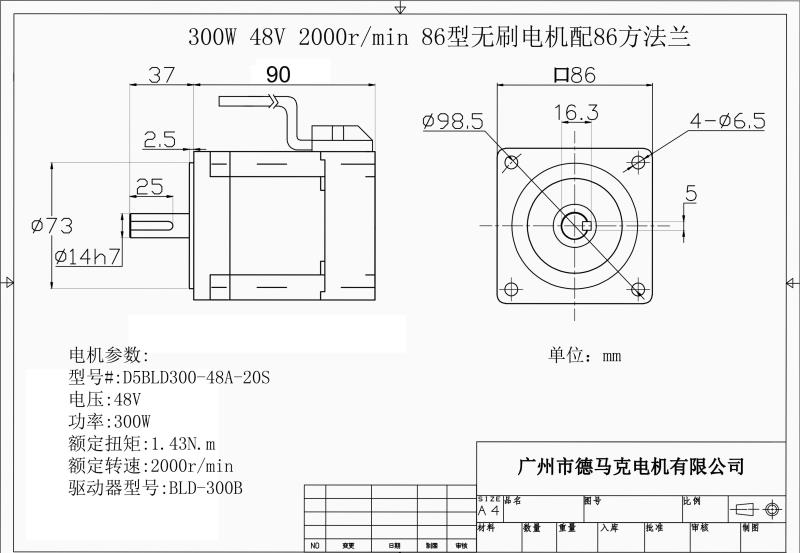 300W 48V 2000r/min 86型无刷电机配86方法兰
37
90
口86
2.5
16.3
Ø98.5
4-Ø6.5
25
5
Ø73
Ø14h7
电机参数:
型号#:D5BLD300-48A-20S
电压:48V
功率:300W
额定扭矩:1.43N.m
额定转速:2000r/min
驱动器型号:BLD-300B
单位：mm
广州市德马克电机有限公司
SIZE 品名 图号 比例
A4
材料 数量 重量 入库 批准 审核 制图
NO 变更 日期 制图 审核